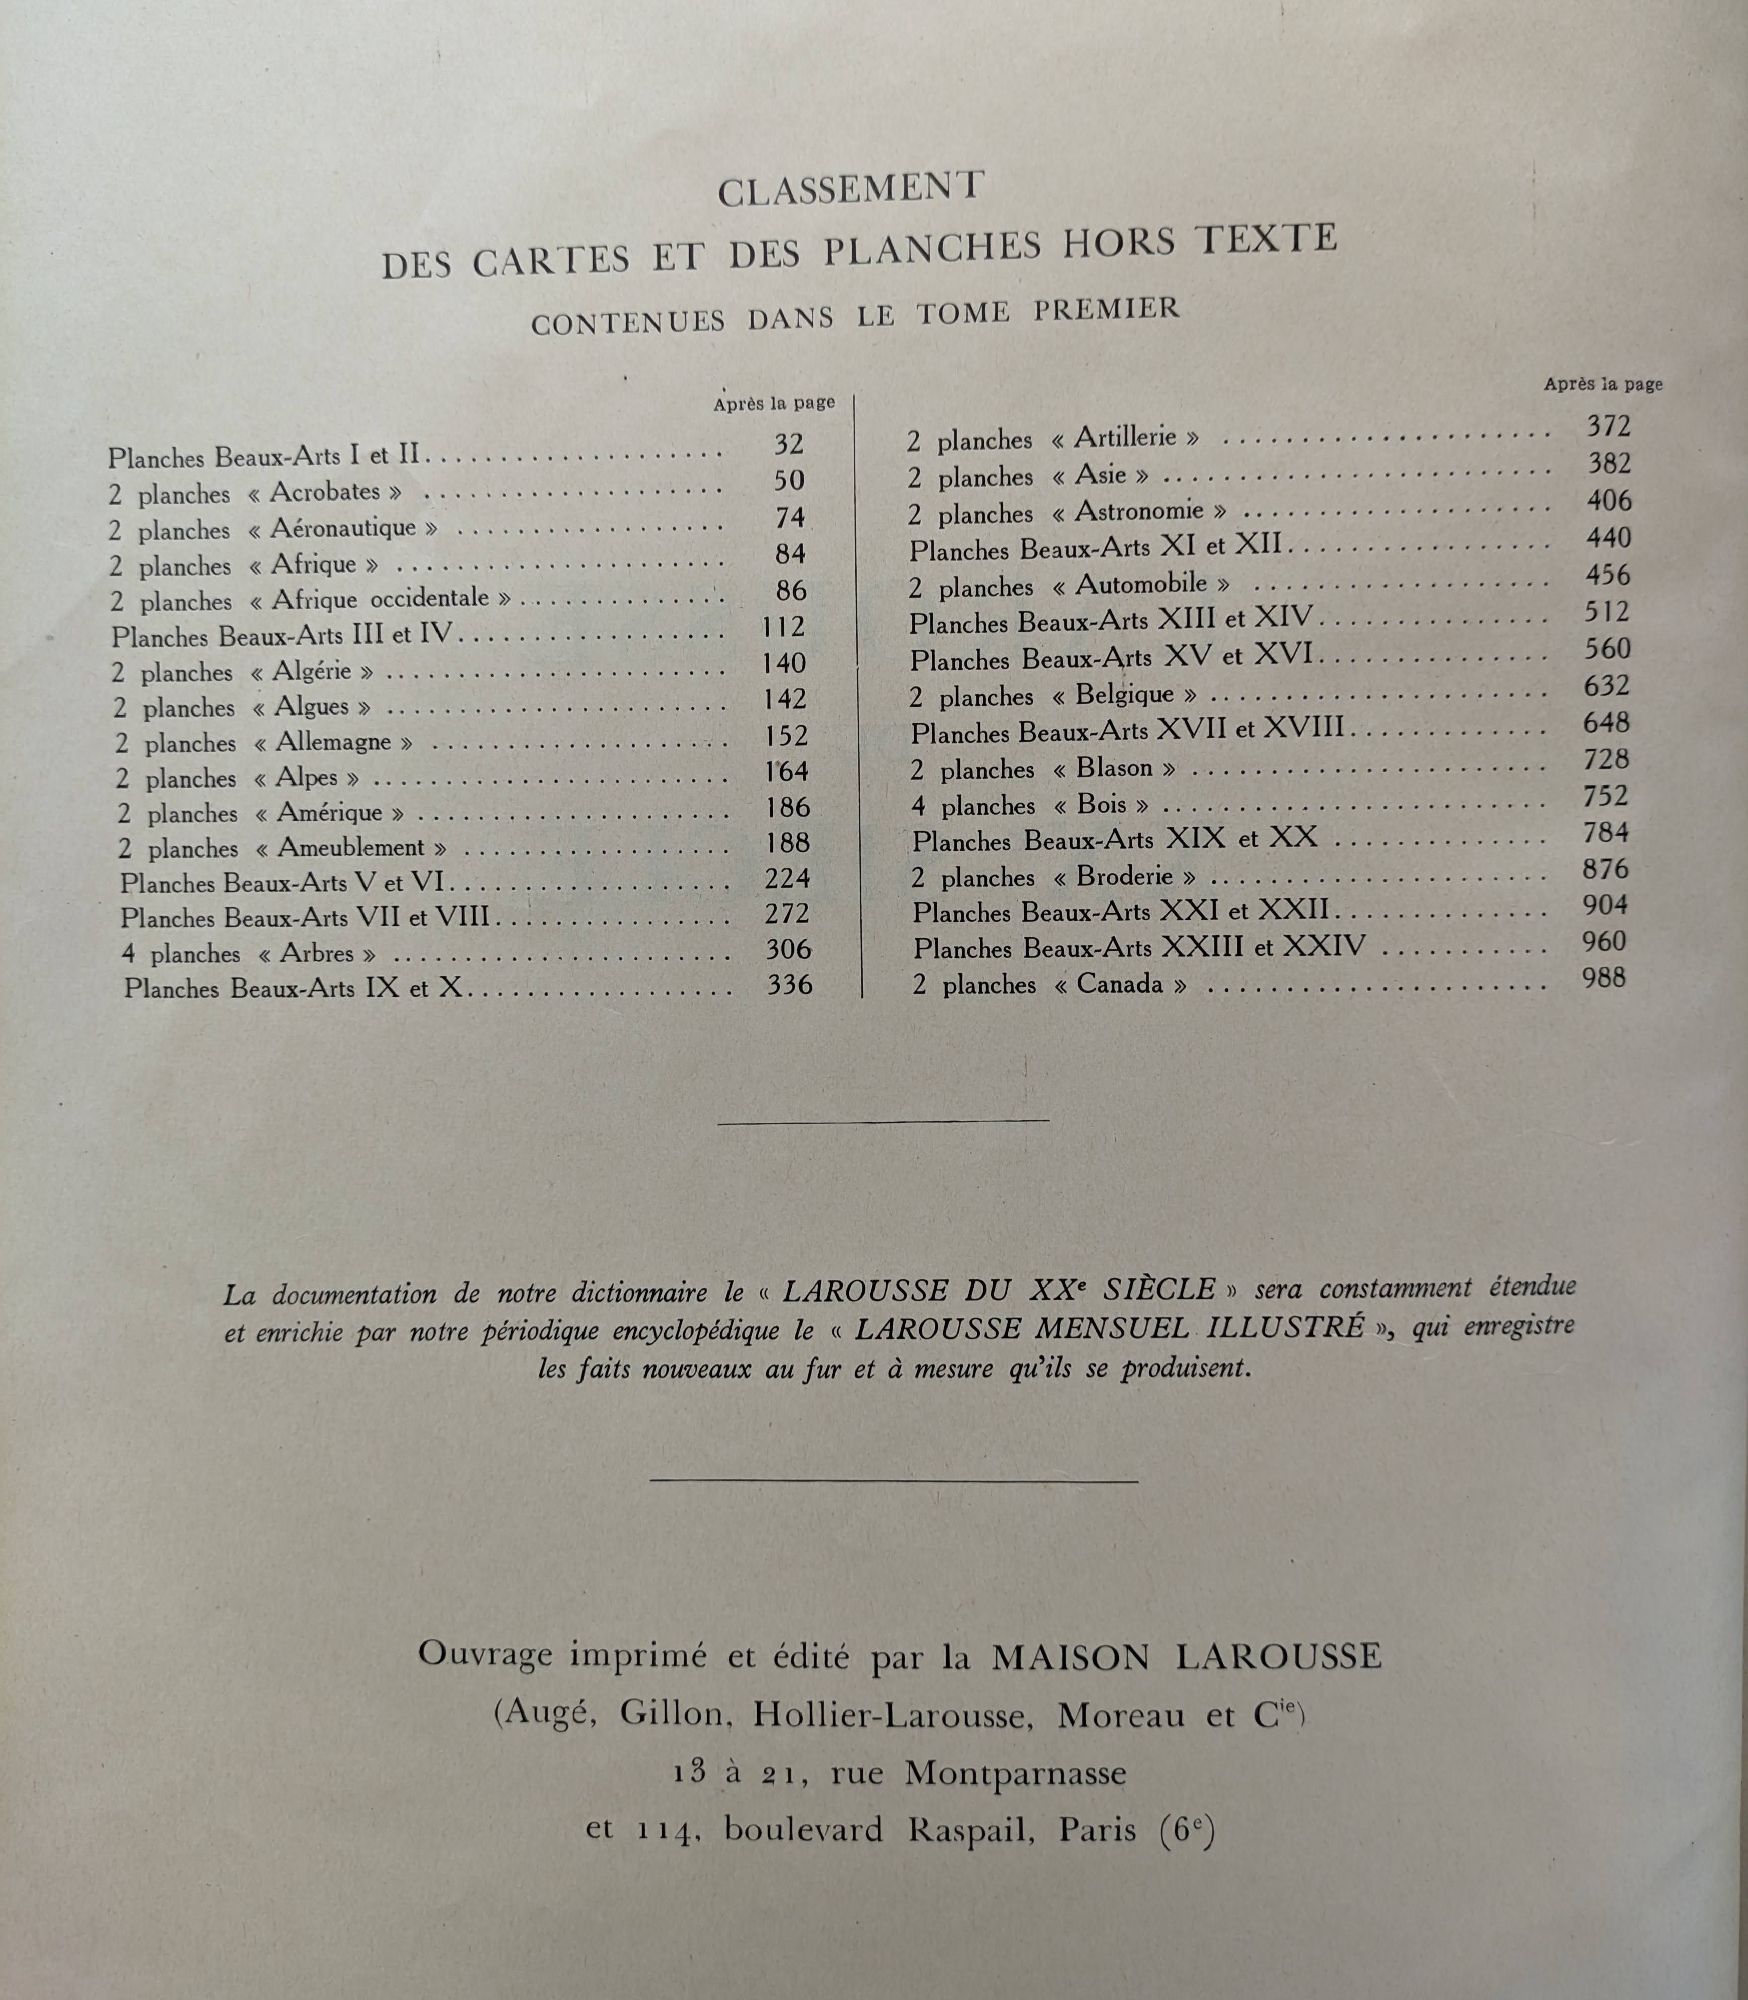 CLASSEMENT
DES CARTES ET DES PLANCHES HORS TEXTE
CONTENUES DANS LE TOME PREMIER
Après la page
Planches Beaux-Arts I et II. . . . . . . . . . . . . . . . . . . . 32
2 planches « Acrobates » . . . . . . . . . . . . . . . . . . . . 50
2 planches « Aéronautique » . . . . . . . . . . . . . . . . . . 74
2 planches « Afrique » . . . . . . . . . . . . . . . . . . . . . . 84
2 planches « Afrique occidentale » . . . . . . . . . . . . . . 86
Planches Beaux-Arts III et IV. . . . . . . . . . . . . . . . . . 112
2 planches « Algérie » . . . . . . . . . . . . . . . . . . . . . . . 140
2 planches « Algues » . . . . . . . . . . . . . . . . . . . . . . . 142
2 planches « Allemagne » . . . . . . . . . . . . . . . . . . . . 152
2 planches « Alpes » . . . . . . . . . . . . . . . . . . . . . . . . 164
2 planches « Amérique » . . . . . . . . . . . . . . . . . . . . . 186
2 planches « Ameublement » . . . . . . . . . . . . . . . . . . 188
Planches Beaux-Arts V et VI. . . . . . . . . . . . . . . . . . . 224
Planches Beaux-Arts VII et VIII. . . . . . . . . . . . . . . . 272
4 planches « Arbres » . . . . . . . . . . . . . . . . . . . . . . . 306
Planches Beaux-Arts IX et X. . . . . . . . . . . . . . . . . . 336
Après la page
2 planches « Artillerie » . . . . . . . . . . . . . . . . . . . . . . 372
2 planches « Asie » . . . . . . . . . . . . . . . . . . . . . . . . . . 382
2 planches « Astronomie » . . . . . . . . . . . . . . . . . . . . 406
Planches Beaux-Arts XI et XII. . . . . . . . . . . . . . . . . . 440
2 planches « Automobile » . . . . . . . . . . . . . . . . . . . . 456
Planches Beaux-Arts XIII et XIV. . . . . . . . . . . . . . . . 512
Planches Beaux-Arts XV et XVI. . . . . . . . . . . . . . . . 560
2 planches « Belgique » . . . . . . . . . . . . . . . . . . . . . . 632
Planches Beaux-Arts XVII et XVIII. . . . . . . . . . . . . . 648
2 planches « Blason » . . . . . . . . . . . . . . . . . . . . . . . . 728
4 planches « Bois » . . . . . . . . . . . . . . . . . . . . . . . . . . 752
Planches Beaux-Arts XIX et XX . . . . . . . . . . . . . . . 784
2 planches « Broderie » . . . . . . . . . . . . . . . . . . . . . . 876
Planches Beaux-Arts XXI et XXII. . . . . . . . . . . . . . . 904
Planches Beaux-Arts XXIII et XXIV . . . . . . . . . . . . 960
2 planches « Canada » . . . . . . . . . . . . . . . . . . . . . . . 988
La documentation de notre dictionnaire le « LAROUSSE DU XXe SIÈCLE » sera constamment étendue
et enrichie par notre périodique encyclopédique le « LAROUSSE MENSUEL ILLUSTRÉ », qui enregistre
les faits nouveaux au fur et à mesure qu'ils se produisent.
Ouvrage imprimé et édité par la MAISON LAROUSSE
(Augé, Gillon, Hollier-Larousse, Moreau et Cie)
13 à 21, rue Montparnasse
et 114, boulevard Raspail, Paris (6e)